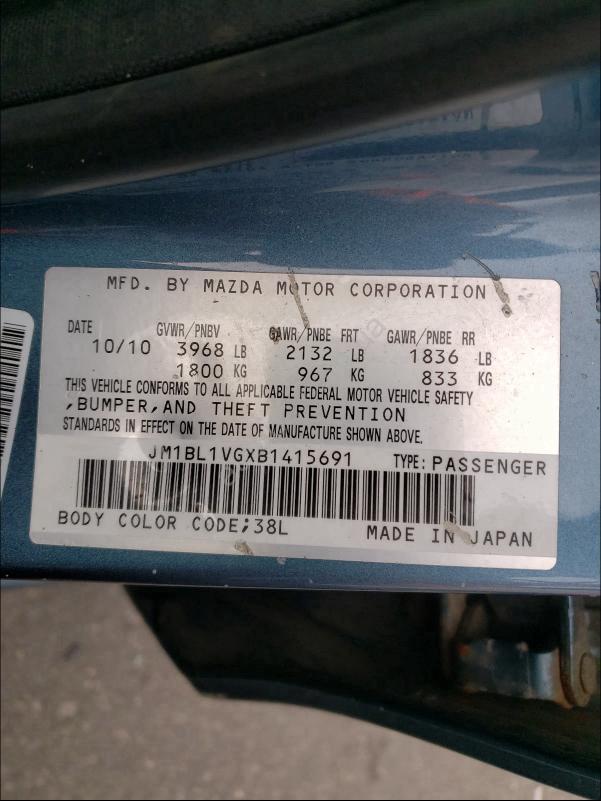 MFD. BY MAZDA MOTOR CORPORATION
DATE GVWR/PNBV GAWR/PNBE FRT GAWR/PNBE RR
10/10 3968 LB 2132 LB 1836 LB
1800 KG 967 KG 833 KG
THIS VEHICLE CONFORMS TO ALL APPLICABLE FEDERAL MOTOR VEHICLE SAFETY
,BUMPER,AND THEFT PREVENTION
STANDARDS IN EFFECT ON THE DATE OF MANUFACTURE SHOWN ABOVE.
JM1BL1VGXB1415691 TYPE: PASSENGER
BODY COLOR CODE;38L MADE IN JAPAN